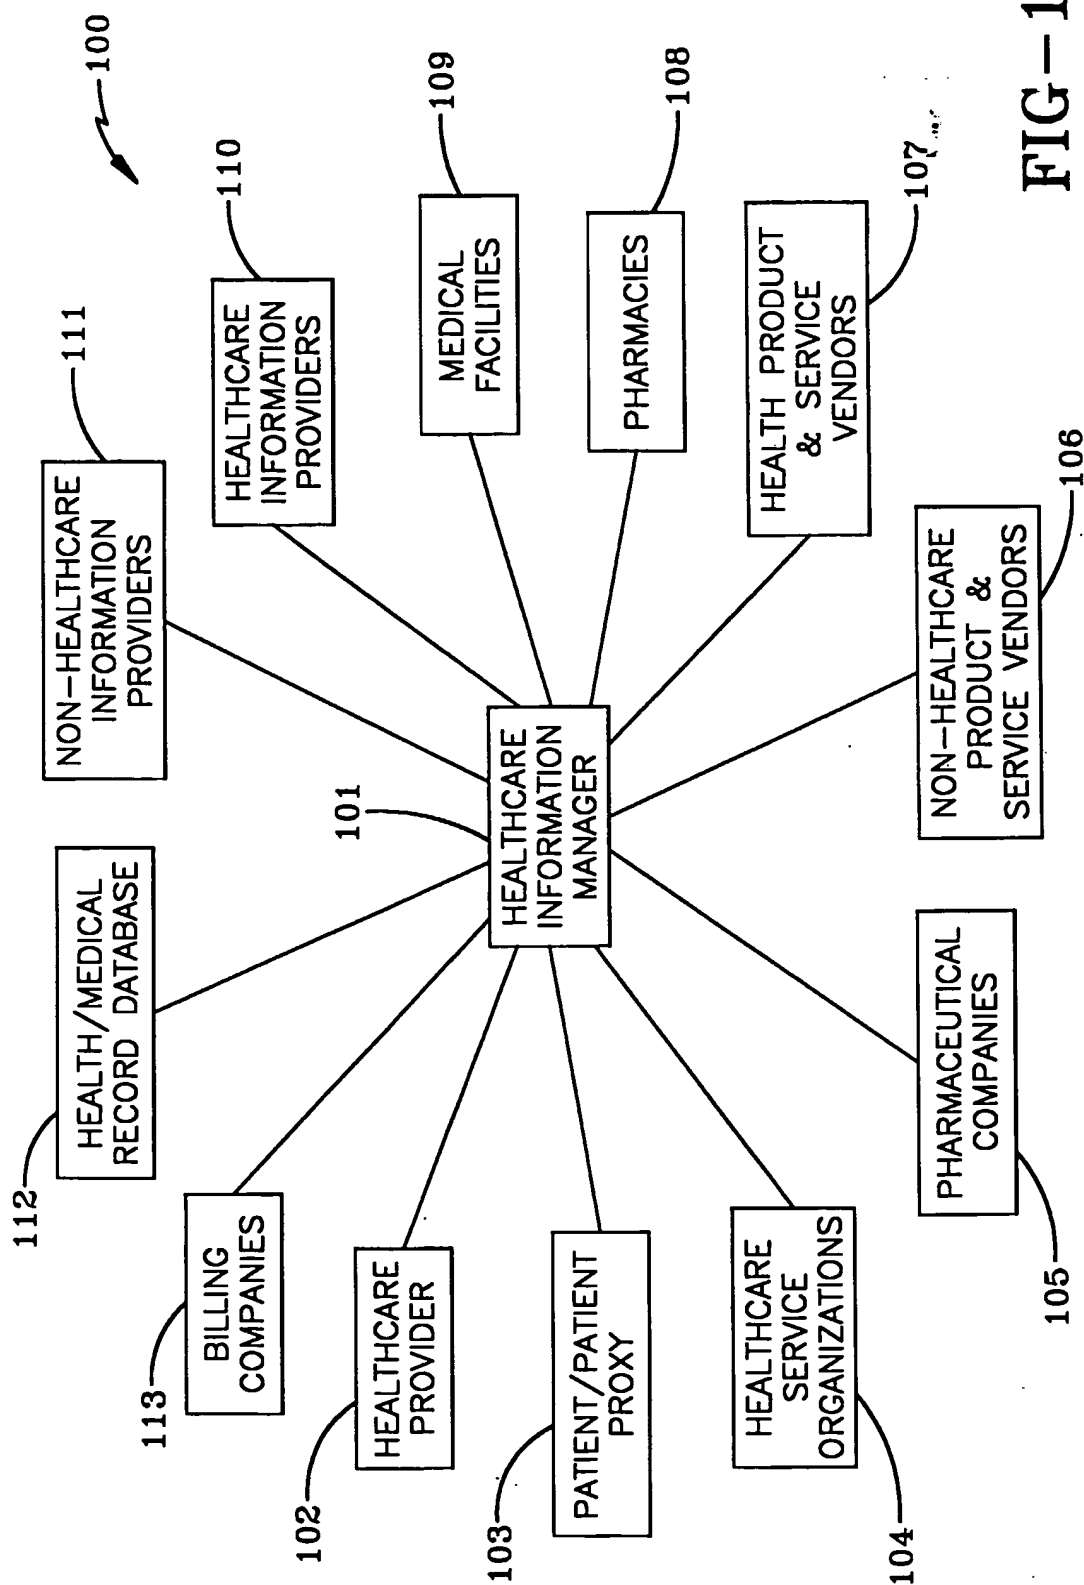 100
112
HEALTH/MEDICAL
RECORD DATABASE
111
NON-HEALTHCARE
INFORMATION
PROVIDERS
113
BILLING
COMPANIES
110
HEALTHCARE
INFORMATION
PROVIDERS
102
HEALTHCARE
PROVIDER
101
HEALTHCARE
INFORMATION
MANAGER
109
MEDICAL
FACILITIES
103
PATIENT/PATIENT
PROXY
108
PHARMACIES
104
HEALTHCARE
SERVICE
ORGANIZATIONS
107
HEALTH PRODUCT
& SERVICE
VENDORS
105
PHARMACEUTICAL
COMPANIES
106
NON-HEALTHCARE
PRODUCT &
SERVICE VENDORS
FIG-1